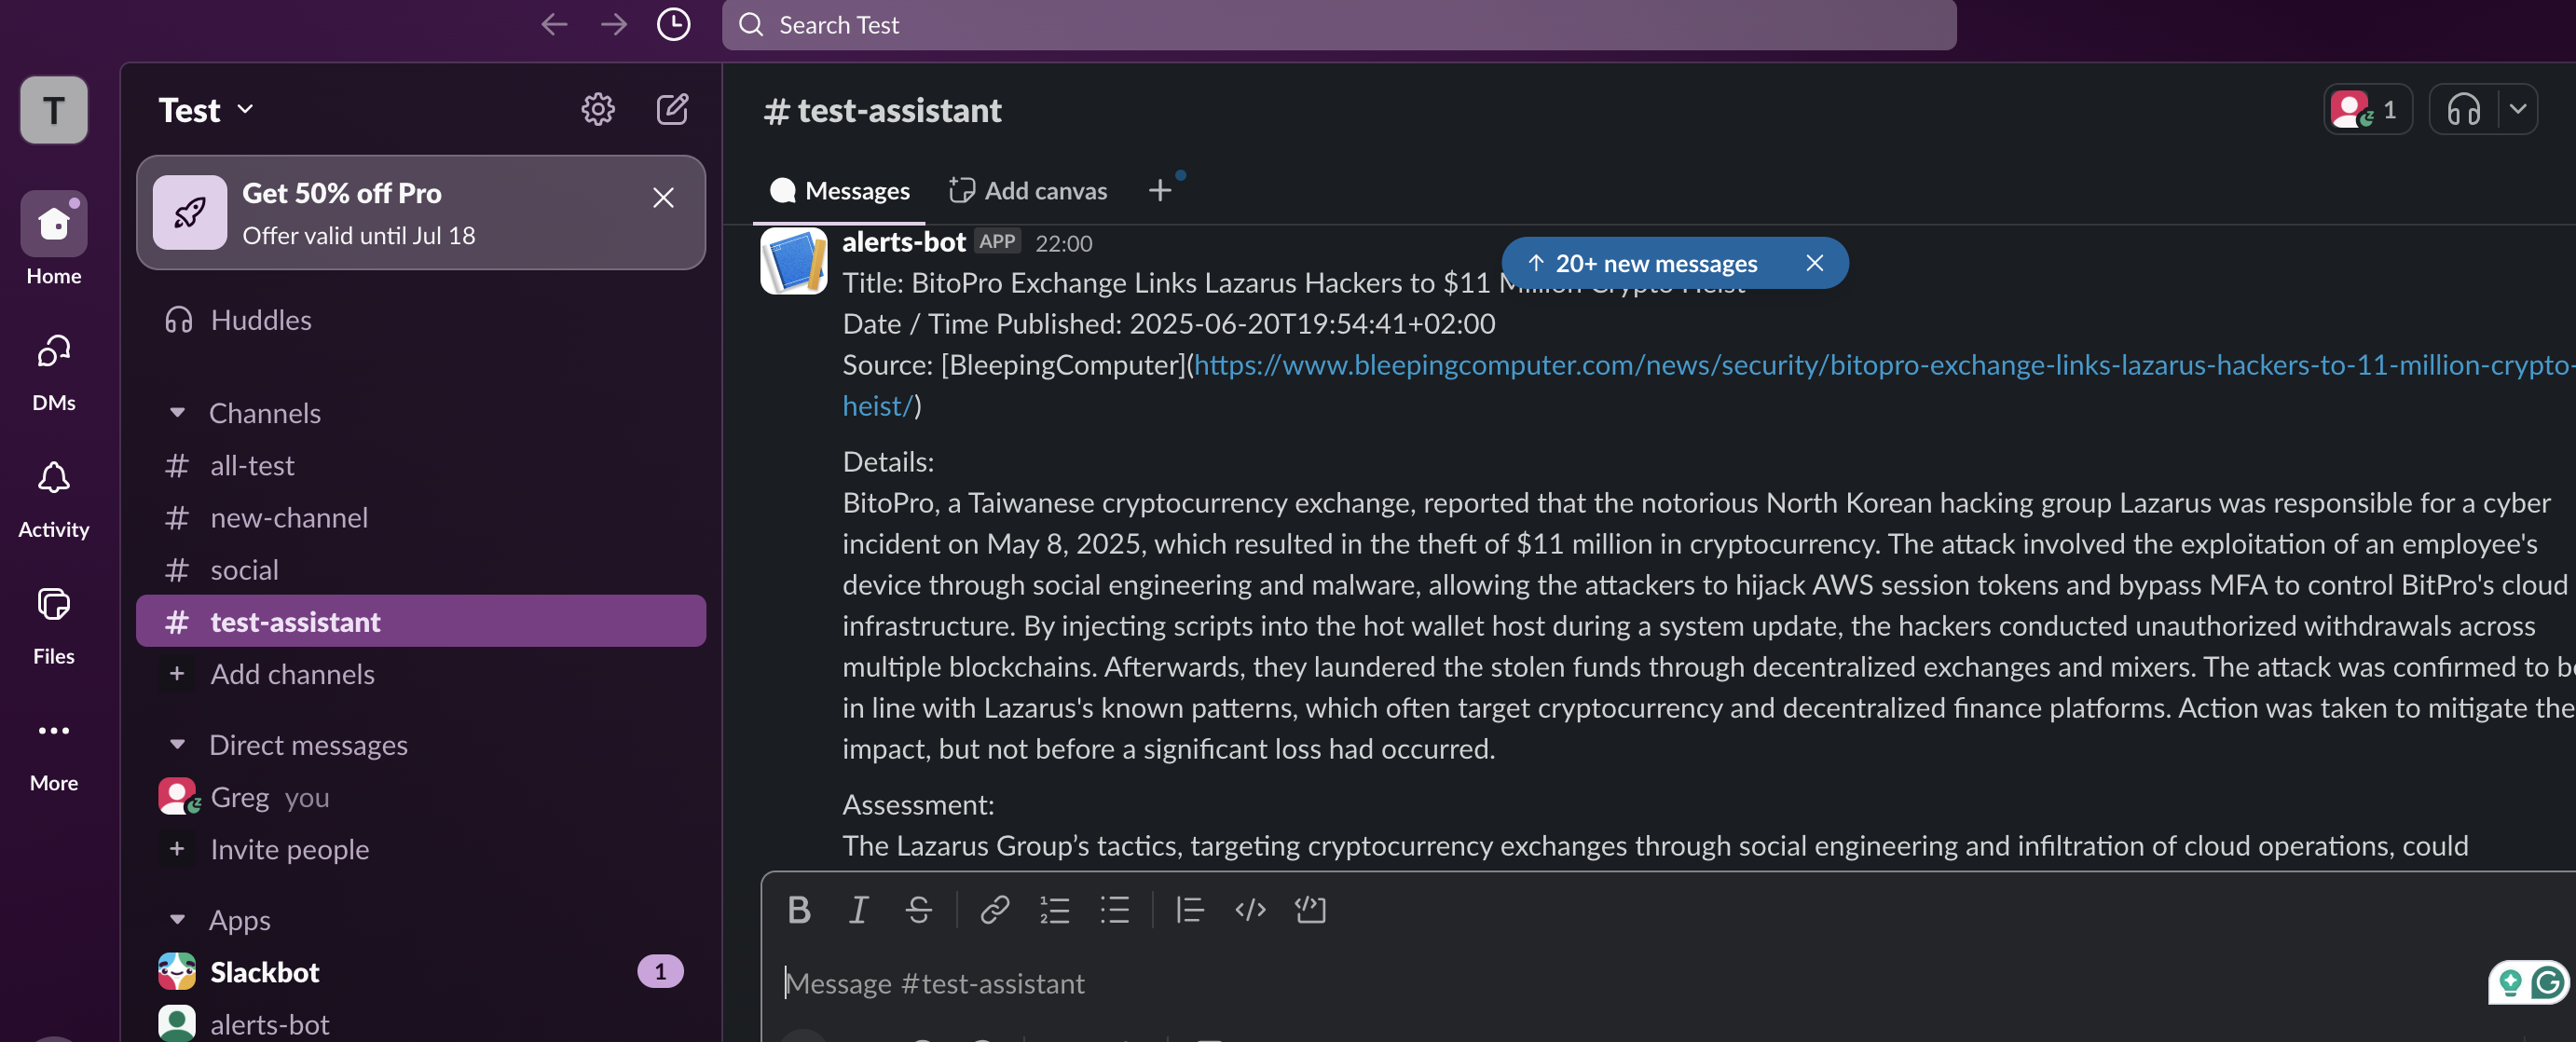 Search Test
T
Test
Get 50% off Pro
Offer valid until Jul 18
Home
DMs
Activity
Files
More
Huddles
Channels
# all-test
# new-channel
# social
# test-assistant
+ Add channels
Direct messages
Greg you
+ Invite people
Apps
Slackbot 1
alerts-bot
# test-assistant
1
Messages
Add canvas
+
20+ new messages
alerts-bot APP 22:00
Title: BitoPro Exchange Links Lazarus Hackers to $11 Million Crypto Heist
Date / Time Published: 2025-06-20T19:54:41+02:00
Source: [BleepingComputer](https://www.bleepingcomputer.com/news/security/bitopro-exchange-links-lazarus-hackers-to-11-million-crypto-
heist/)
Details:
BitoPro, a Taiwanese cryptocurrency exchange, reported that the notorious North Korean hacking group Lazarus was responsible for a cyber
incident on May 8, 2025, which resulted in the theft of $11 million in cryptocurrency. The attack involved the exploitation of an employee's
device through social engineering and malware, allowing the attackers to hijack AWS session tokens and bypass MFA to control BitPro's cloud
infrastructure. By injecting scripts into the hot wallet host during a system update, the hackers conducted unauthorized withdrawals across
multiple blockchains. Afterwards, they laundered the stolen funds through decentralized exchanges and mixers. The attack was confirmed to be
in line with Lazarus's known patterns, which often target cryptocurrency and decentralized finance platforms. Action was taken to mitigate the
impact, but not before a significant loss had occurred.
Assessment:
The Lazarus Group’s tactics, targeting cryptocurrency exchanges through social engineering and infiltration of cloud operations, could
Message #test-assistant